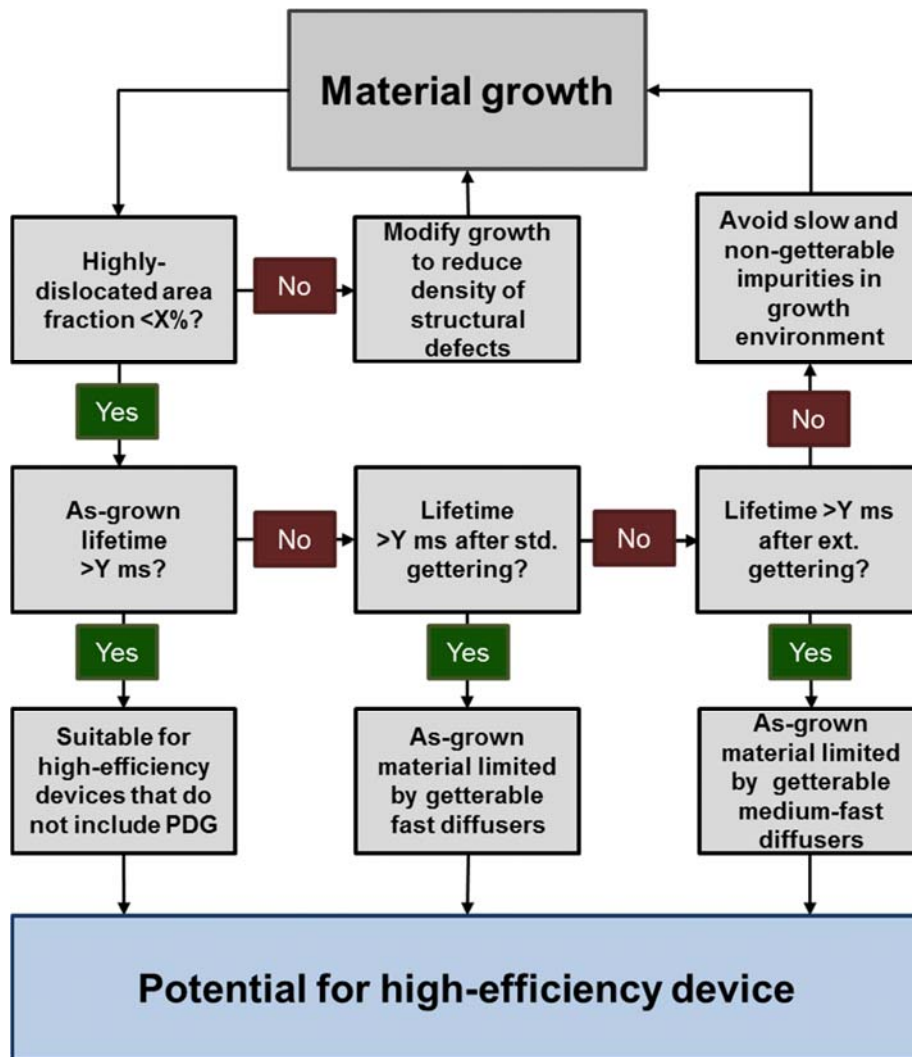 Material growth
Highly-
dislocated area
fraction <X%?
No
Modify growth
to reduce
density of
structural
defects
Avoid slow and
non-getterable
impurities in
growth
environment
Yes
No
As-grown
lifetime
>Y ms?
No
Lifetime
>Y ms after std.
gettering?
No
Lifetime >Y ms
after ext.
gettering?
Yes
Yes
Yes
Suitable for
high-efficiency
devices that do
not include PDG
As-grown
material limited
by getterable
fast diffusers
As-grown
material limited
by getterable
medium-fast
diffusers
Potential for high-efficiency device